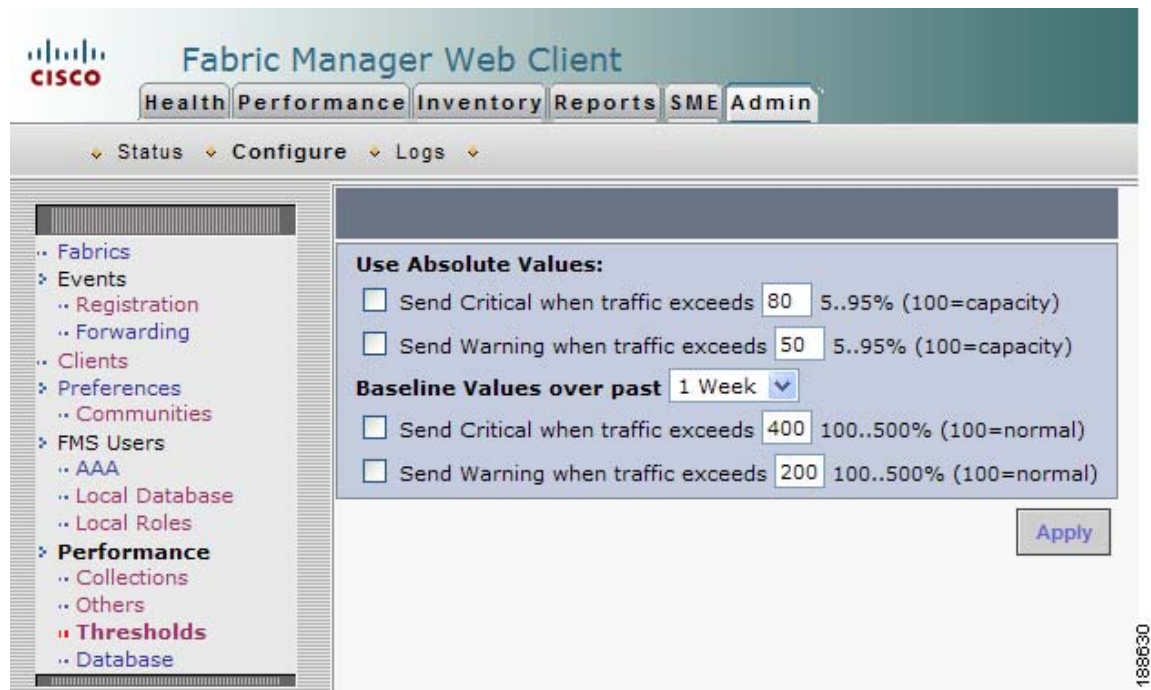 CISCO
Fabric Manager Web Client
Health Performance Inventory Reports SME Admin
Status Configure Logs
Fabrics
Events
Registration
Forwarding
Clients
Preferences
Communities
FMS Users
AAA
Local Database
Local Roles
Performance
Collections
Others
Thresholds
Database
Use Absolute Values:
Send Critical when traffic exceeds 80 5..95% (100=capacity)
Send Warning when traffic exceeds 50 5..95% (100=capacity)
Baseline Values over past 1 Week
Send Critical when traffic exceeds 400 100..500% (100=normal)
Send Warning when traffic exceeds 200 100..500% (100=normal)
Apply
188630